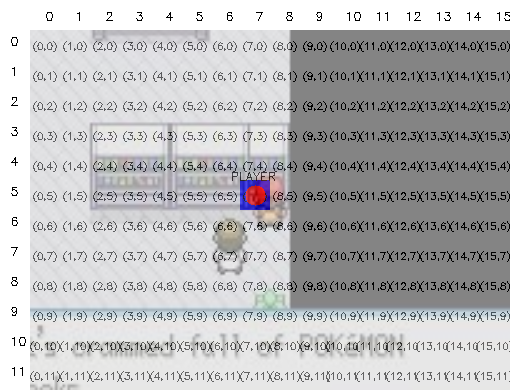 0 1 2 3 4 5 6 7 8 9 10 11 12 13 14 15
0 (0,0) (1,0) (2,0) (3,0) (4,0) (5,0) (6,0) (7,0) (8,0) (9,0) (10,0) (11,0) (12,0) (13,0) (14,0) (15,0)
1 (0,1) (1,1) (2,1) (3,1) (4,1) (5,1) (6,1) (7,1) (8,1) (9,1) (10,1) (11,1) (12,1) (13,1) (14,1) (15,1)
2 (0,2) (1,2) (2,2) (3,2) (4,2) (5,2) (6,2) (7,2) (8,2) (9,2) (10,2) (11,2) (12,2) (13,2) (14,2) (15,2)
3 (0,3) (1,3) (2,3) (3,3) (4,3) (5,3) (6,3) (7,3) (8,3) (9,3) (10,3) (11,3) (12,3) (13,3) (14,3) (15,3)
4 (0,4) (1,4) (2,4) (3,4) (4,4) (5,4) (6,4) (7,4) (8,4) (9,4) (10,4) (11,4) (12,4) (13,4) (14,4) (15,4)
PLAYER
5 (0,5) (1,5) (2,5) (3,5) (4,5) (5,5) (6,5) (8,5) (9,5) (10,5) (11,5) (12,5) (13,5) (14,5) (15,5)
6 (0,6) (1,6) (2,6) (3,6) (4,6) (5,6) (6,6) (7,6) (8,6) (9,6) (10,6) (11,6) (12,6) (13,6) (14,6) (15,6)
7 (0,7) (1,7) (2,7) (3,7) (4,7) (5,7) (6,7) (7,7) (8,7) (9,7) (10,7) (11,7) (12,7) (13,7) (14,7) (15,7)
8 (0,8) (1,8) (2,8) (3,8) (4,8) (5,8) (6,8) (7,8) (8,8) (9,8) (10,8) (11,8) (12,8) (13,8) (14,8) (15,8)
9 (0,9) (1,9) (2,9) (3,9) (4,9) (5,9) (6,9) (7,9) (8,9) (9,9) (10,9) (11,9) (12,9) (13,9) (14,9) (15,9)
's crammed full of POKéMON
10 (0,10) (1,10) (2,10) (3,10) (4,10) (5,10) (6,10) (7,10) (8,10) (9,10) (10,10) (11,10) (12,10) (13,10) (14,10) (15,10)
11 (0,11) (1,11) (2,11) (3,11) (4,11) (5,11) (6,11) (7,11) (8,11) (9,11) (10,11) (11,11) (12,11) (13,11) (14,11) (15,11)
ooks